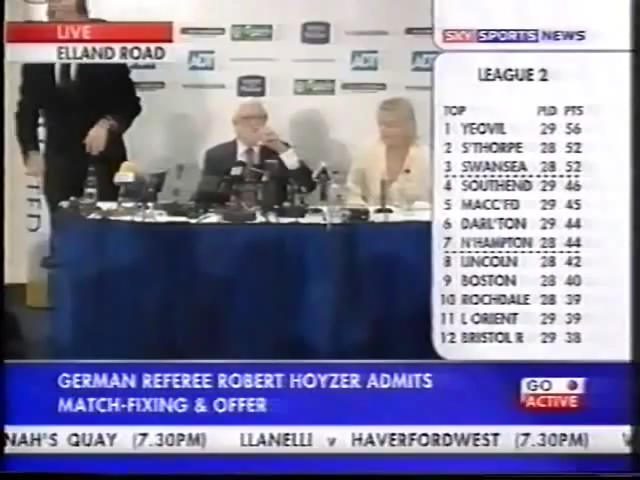 LIVE
ELLAND ROAD
ADT
ADT
ADT
SKY SPORTS NEWS
LEAGUE 2
TOP PLD PTS
1 YEOVIL 29 56
2 S'THORPE 28 52
3 SWANSEA 28 52
4 SOUTHEND 29 46
5 MACC'FD 29 45
6 DARL'TON 29 44
7 N'HAMPTON 28 44
8 LINCOLN 28 42
9 BOSTON 28 40
10 ROCHDALE 28 39
11 L ORIENT 29 39
12 BRISTOL R 29 38
GERMAN REFEREE ROBERT HOYZER ADMITS
MATCH-FIXING & OFFER
GO
ACTIVE
NAH'S QUAY (7.30PM) LLANELLI v HAVERFORDWEST (7.30PM)